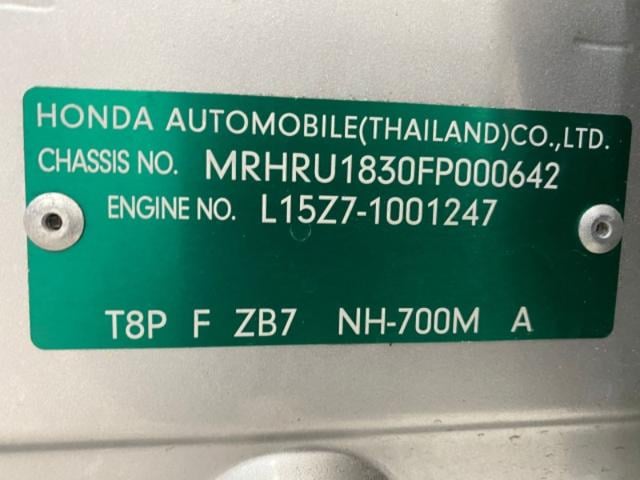 HONDA AUTOMOBILE(THAILAND)CO.,LTD.
CHASSIS NO. MRHRU1830FP000642
ENGINE NO. L15Z7-1001247
T8P F ZB7 NH-700M A